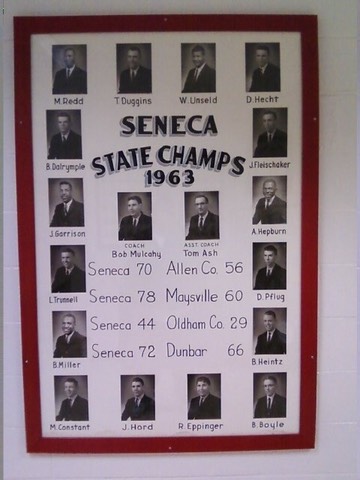 M. Redd T. Duggins W. Unseld D. Hecht
SENECA
STATE CHAMPS
1963
B. Dalrymple J. Fleischaker
J. Garrison A. Hepburn
COACH ASST. COACH
Bob Mulcahy Tom Ash
Seneca 70 Allen Co. 56
L. Trunnell D. Pflug
Seneca 78 Maysville 60
Seneca 44 Oldham Co. 29
Seneca 72 Dunbar 66
B. Miller B. Heintz
M. Constant J. Hord R. Eppinger B. Boyle